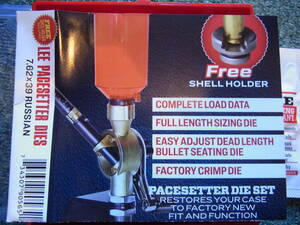 FREE
LEE PACESETTER DIES
7.62x39 RUSSIAN
Free
SHELL HOLDER
COMPLETE LOAD DATA
FULL LENGTH SIZING DIE
EASY ADJUST DEAD LENGTH
BULLET SEATING DIE
FACTORY CRIMP DIE
PACESETTER DIE SET
RESTORES YOUR CASE
TO FACTORY NEW
FIT AND FUNCTION